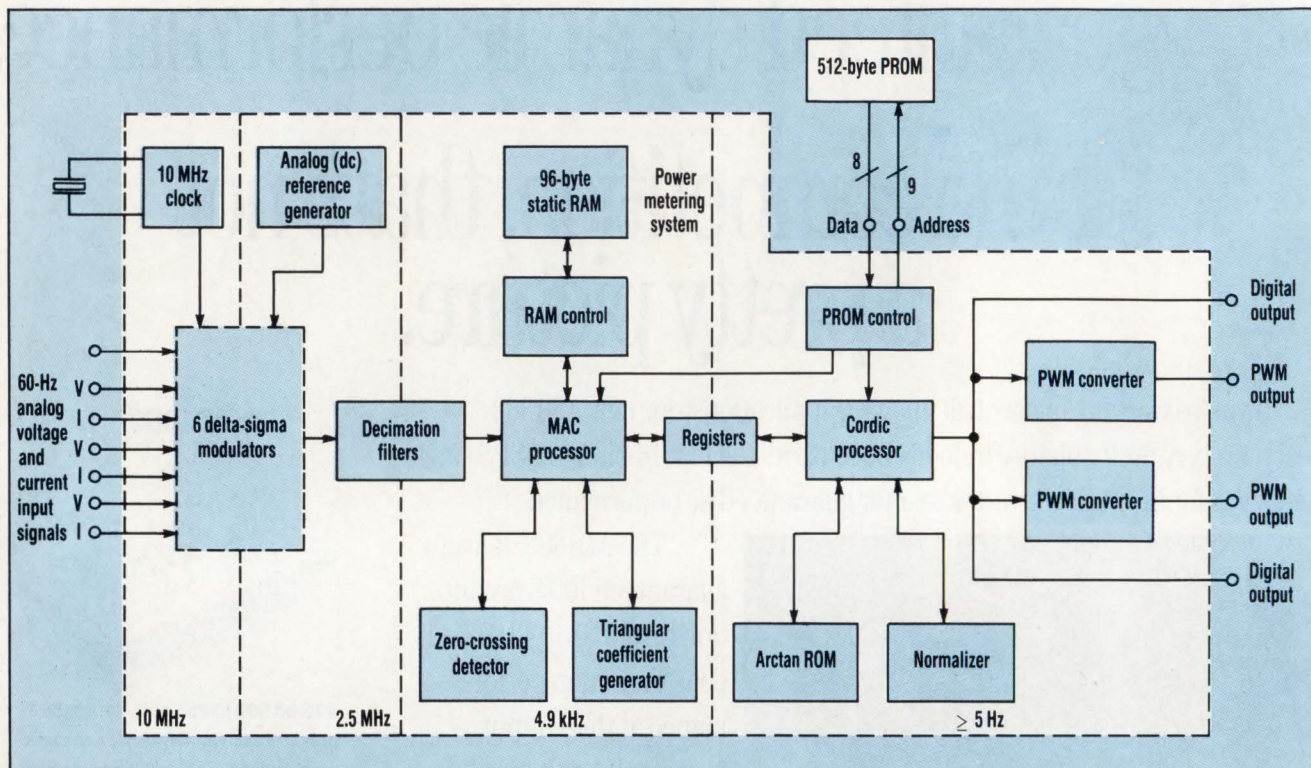 512-byte PROM
8
9
Data
Address
10 MHz
clock
Analog (dc)
reference
generator
96-byte
static RAM
Power
metering
system
RAM control
PROM control
60-Hz
analog
voltage
and
current
input
signals
V
I
V
I
V
I
6 delta-sigma
modulators
Decimation
filters
MAC
processor
Registers
Cordic
processor
PWM converter
PWM converter
Digital
output
PWM
output
PWM
output
Digital
output
Zero-crossing
detector
Triangular
coefficient
generator
Arctan ROM
Normalizer
10 MHz
2.5 MHz
4.9 kHz
≥ 5 Hz